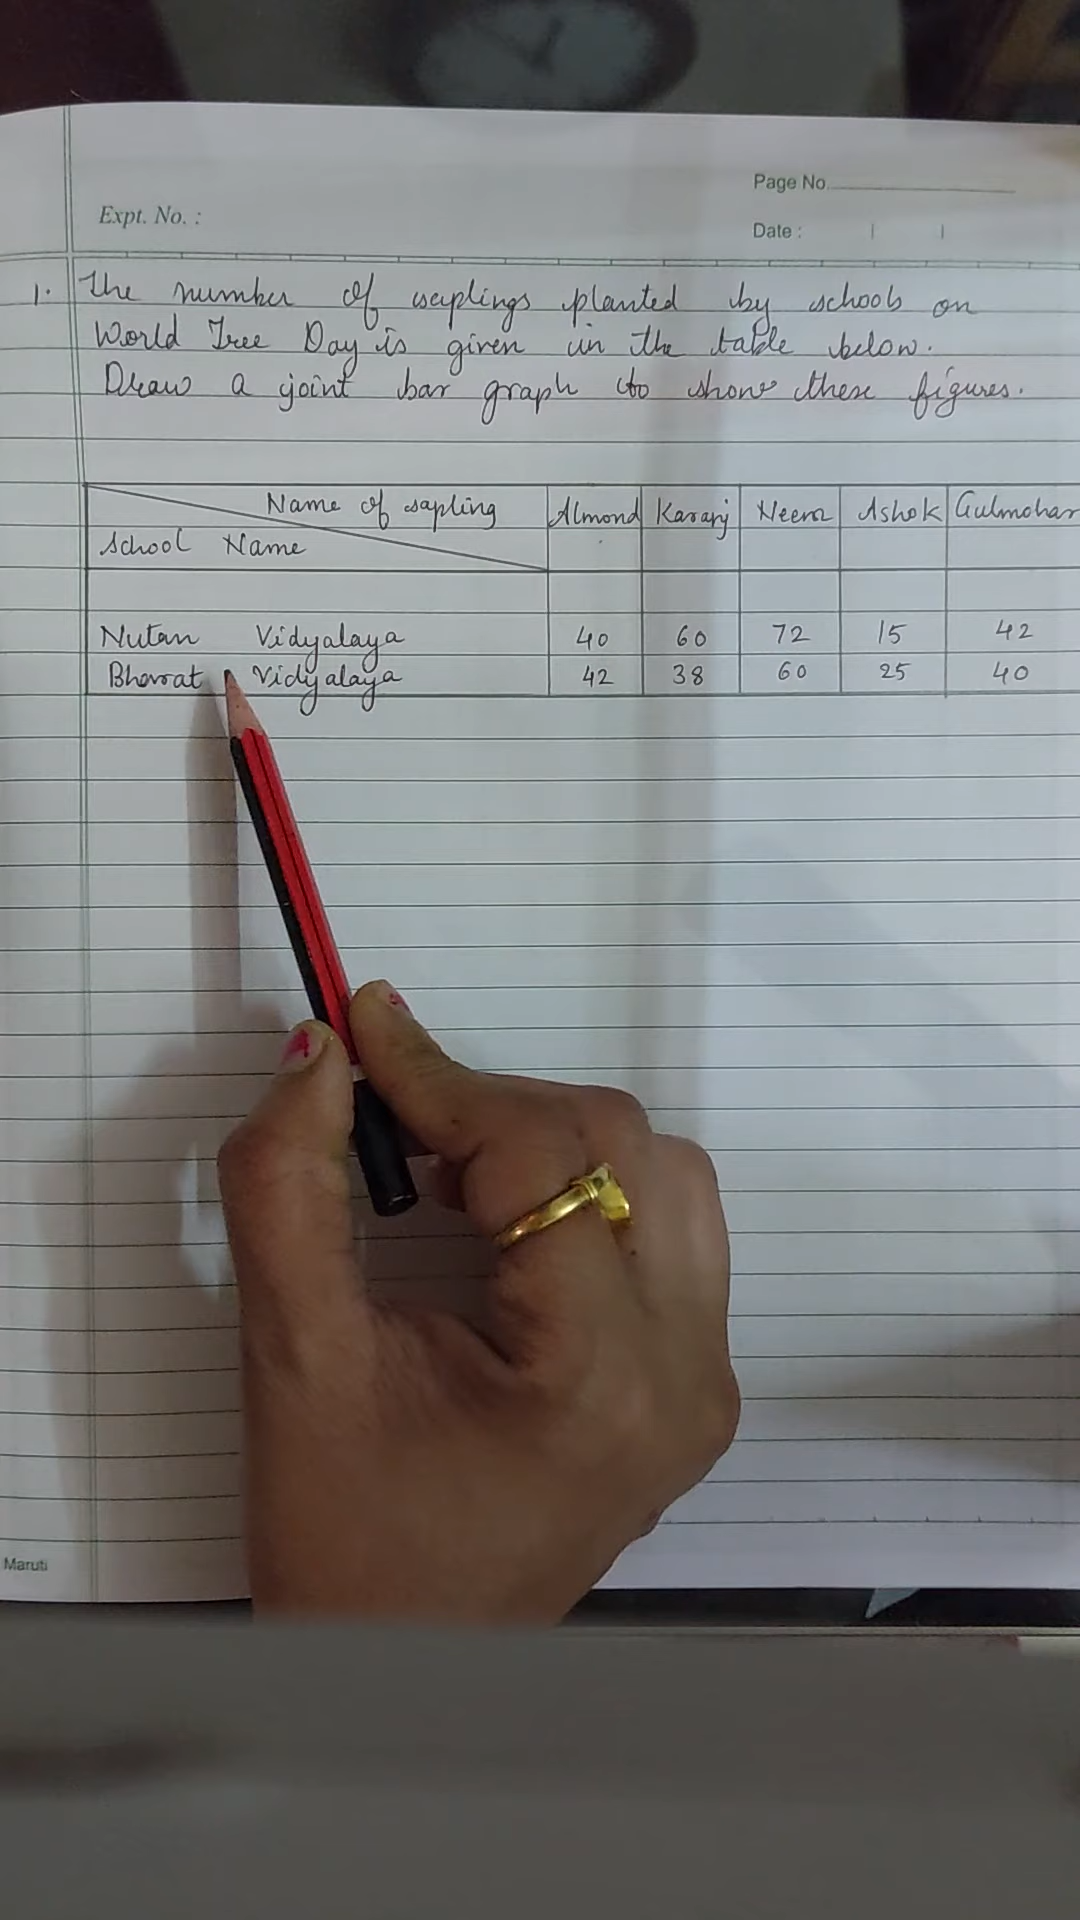 Page No.
Expt. No. :
Date :
1. The number of saplings planted by schools on
World Tree Day is given in the table below.
Draw a joint bar graph to show these figures.
Name of sapling Almond Karanj Neem Ashok Gulmohar
School Name
Nutan Vidyalaya 40 60 72 15 42
Bharat Vidyalaya 42 38 60 25 40
Maruti